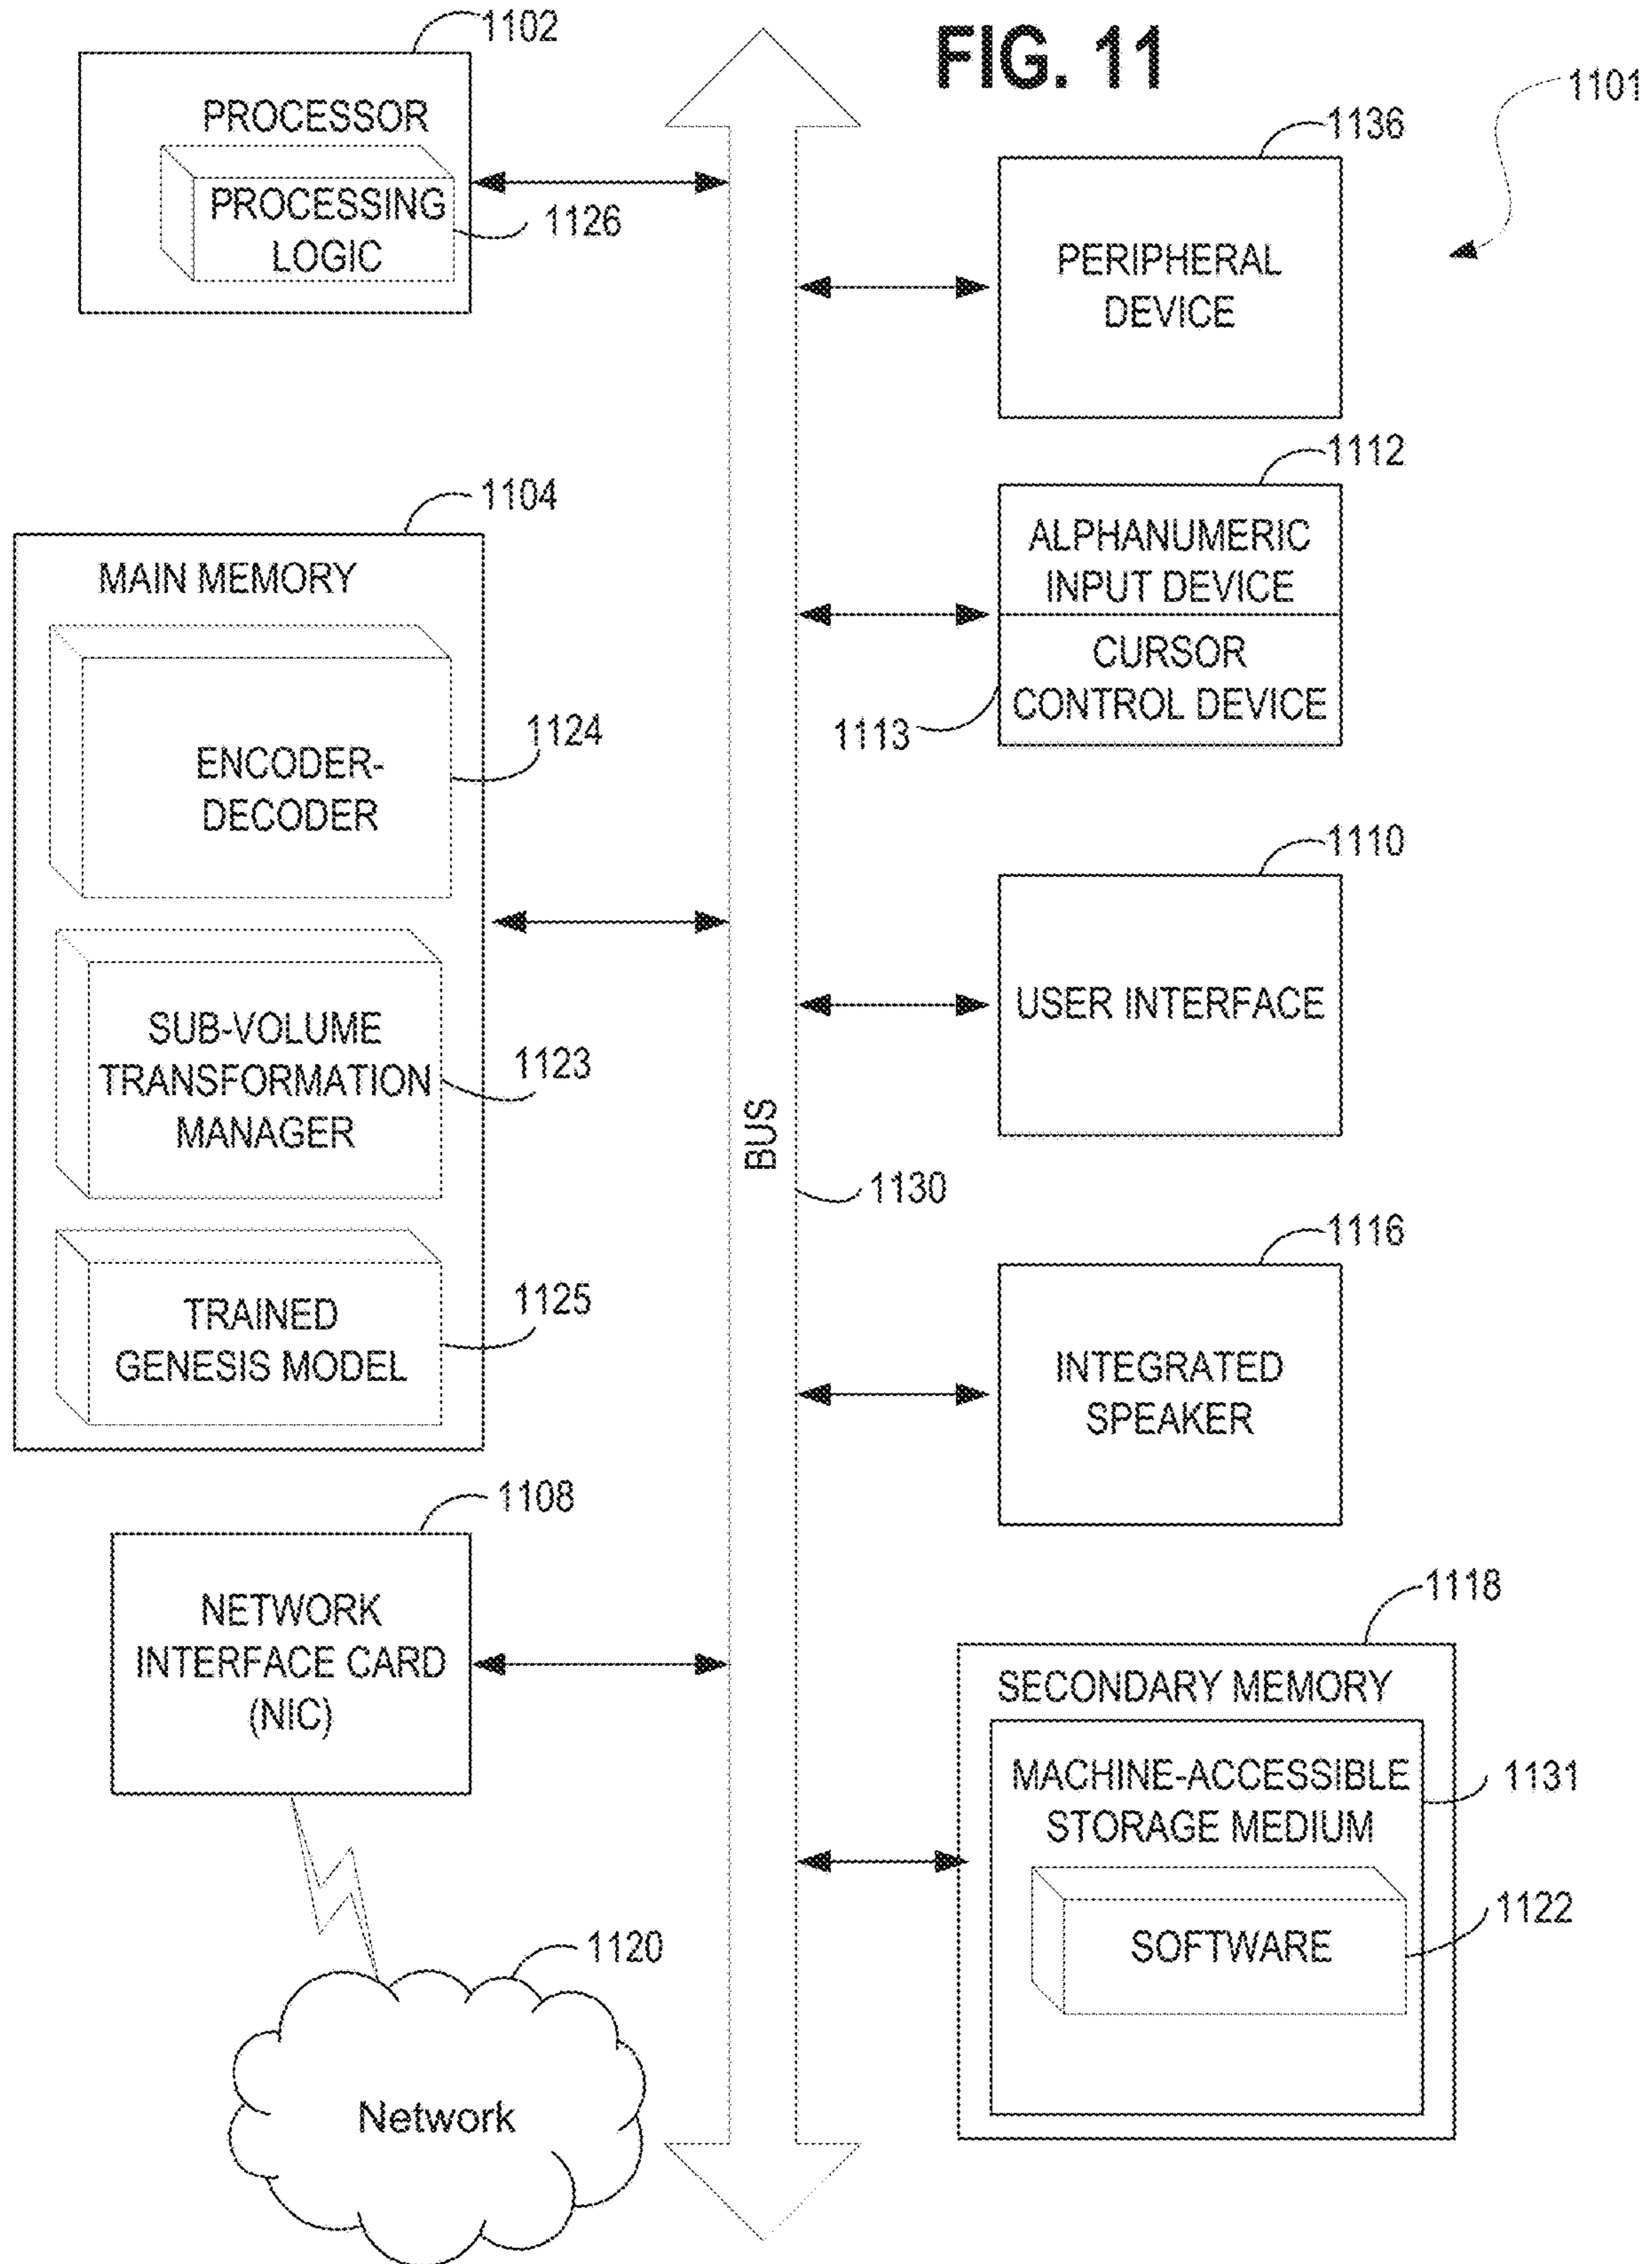 FIG. 11
1101
1102
PROCESSOR
PROCESSING
LOGIC
1126
1104
MAIN MEMORY
ENCODER-
DECODER
1124
SUB-VOLUME
TRANSFORMATION
MANAGER
1123
TRAINED
GENESIS MODEL
1125
1108
NETWORK
INTERFACE CARD
(NIC)
1120
Network
BUS
1130
1136
PERIPHERAL
DEVICE
1112
ALPHANUMERIC
INPUT DEVICE
CURSOR
CONTROL DEVICE
1113
1110
USER INTERFACE
1116
INTEGRATED
SPEAKER
1118
SECONDARY MEMORY
MACHINE-ACCESSIBLE
STORAGE MEDIUM
1131
SOFTWARE
1122